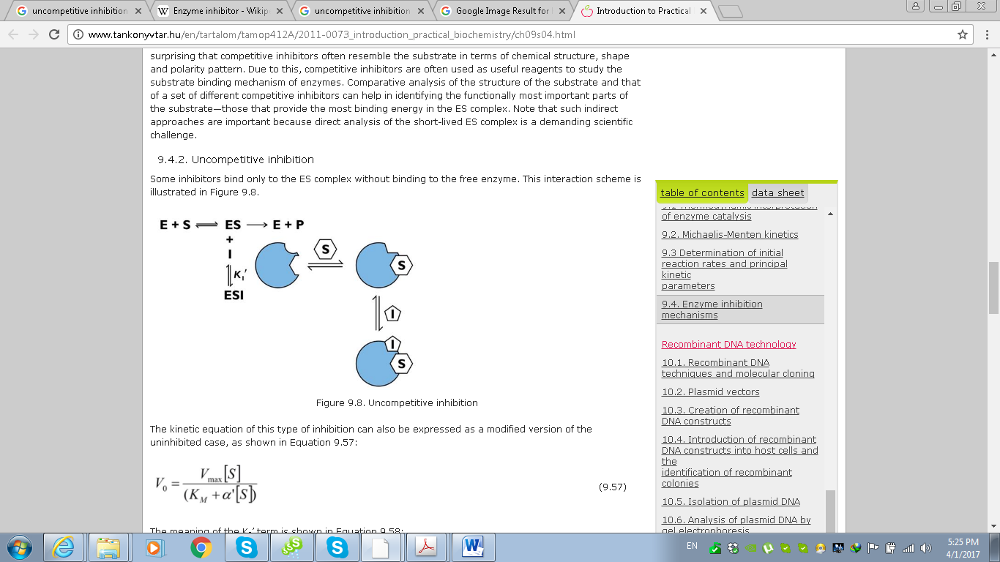 uncompetitive inhibition
Enzyme inhibitor - Wikip
uncompetitive inhibition
Google Image Result for
Introduction to Practical
www.tankonyvtar.hu/en/tartalom/tamop412A/2011-0073_introduction_practical_biochemistry/ch09s04.html
surprising that competitive inhibitors often resemble the substrate in terms of chemical structure, shape
and polarity pattern. Due to this, competitive inhibitors are often used as useful reagents to study the
substrate binding mechanism of enzymes. Comparative analysis of the structure of the substrate and that
of a set of different competitive inhibitors can help in identifying the functionally most important parts of
the substrate—those that provide the most binding energy in the ES complex. Note that such indirect
approaches are important because direct analysis of the short-lived ES complex is a demanding scientific
challenge.
9.4.2. Uncompetitive inhibition
Some inhibitors bind only to the ES complex without binding to the free enzyme. This interaction scheme is
illustrated in Figure 9.8.
E + S ⇌ ES → E + P
+
I
K_I′
ESI
S
S
I
I
S
Figure 9.8. Uncompetitive inhibition
The kinetic equation of this type of inhibition can also be expressed as a modified version of the
uninhibited case, as shown in Equation 9.57:
V₀ = V_max[S] / (K_M + α'[S])
(9.57)
The meaning of the K-′ term is shown in Equation 9.58:
table of contents
data sheet
9.1 Thermodynamic interpretation
of enzyme catalysis
9.2. Michaelis-Menten kinetics
9.3 Determination of initial
reaction rates and principal
kinetic
parameters
9.4. Enzyme inhibition
mechanisms
Recombinant DNA technology
10.1. Recombinant DNA
techniques and molecular cloning
10.2. Plasmid vectors
10.3. Creation of recombinant
DNA constructs
10.4. Introduction of recombinant
DNA constructs into host cells and
the
identification of recombinant
colonies
10.5. Isolation of plasmid DNA
10.6. Analysis of plasmid DNA by
gel electrophoresis
EN
5:25 PM
4/1/2017